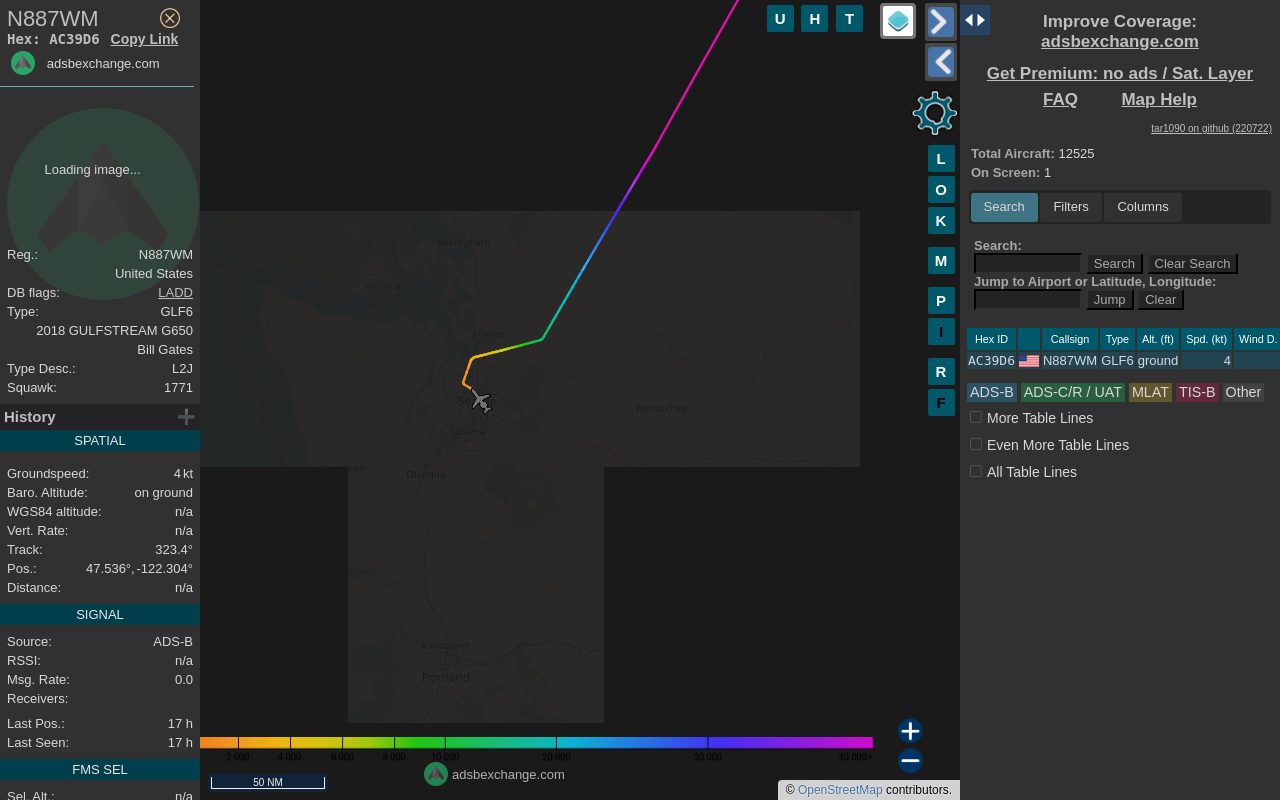 N887WM
Hex: AC39D6 Copy Link
adsbexchange.com
Loading image...
Reg.: N887WM
United States
DB flags: LADD
Type: GLF6
2018 GULFSTREAM G650
Bill Gates
Type Desc.: L2J
Squawk: 1771
History
SPATIAL
Groundspeed: 4 kt
Baro. Altitude: on ground
WGS84 altitude: n/a
Vert. Rate: n/a
Track: 323.4°
Pos.: 47.536°, -122.304°
Distance: n/a
SIGNAL
Source: ADS-B
RSSI: n/a
Msg. Rate: 0.0
Receivers:
Last Pos.: 17 h
Last Seen: 17 h
FMS SEL
Sel. Alt.: n/a
U H T
L
O
K
M
P
I
R
F
Bellingham
Victoria
Everett
Wenatchee
Tacoma
Aberdeen
Olympia
Vancouver
Portland
2 000 4 000 6 000 8 000 10 000 20 000 30 000 40 000+
adsbexchange.com
50 NM
© OpenStreetMap contributors.
Improve Coverage:
adsbexchange.com
Get Premium: no ads / Sat. Layer
FAQ Map Help
tar1090 on github (220722)
Total Aircraft: 12525
On Screen: 1
Search Filters Columns
Search:
Search Clear Search
Jump to Airport or Latitude, Longitude:
Jump Clear
Hex ID Callsign Type Alt. (ft) Spd. (kt) Wind D.
AC39D6 N887WM GLF6 ground 4
ADS-B ADS-C/R / UAT MLAT TIS-B Other
More Table Lines
Even More Table Lines
All Table Lines